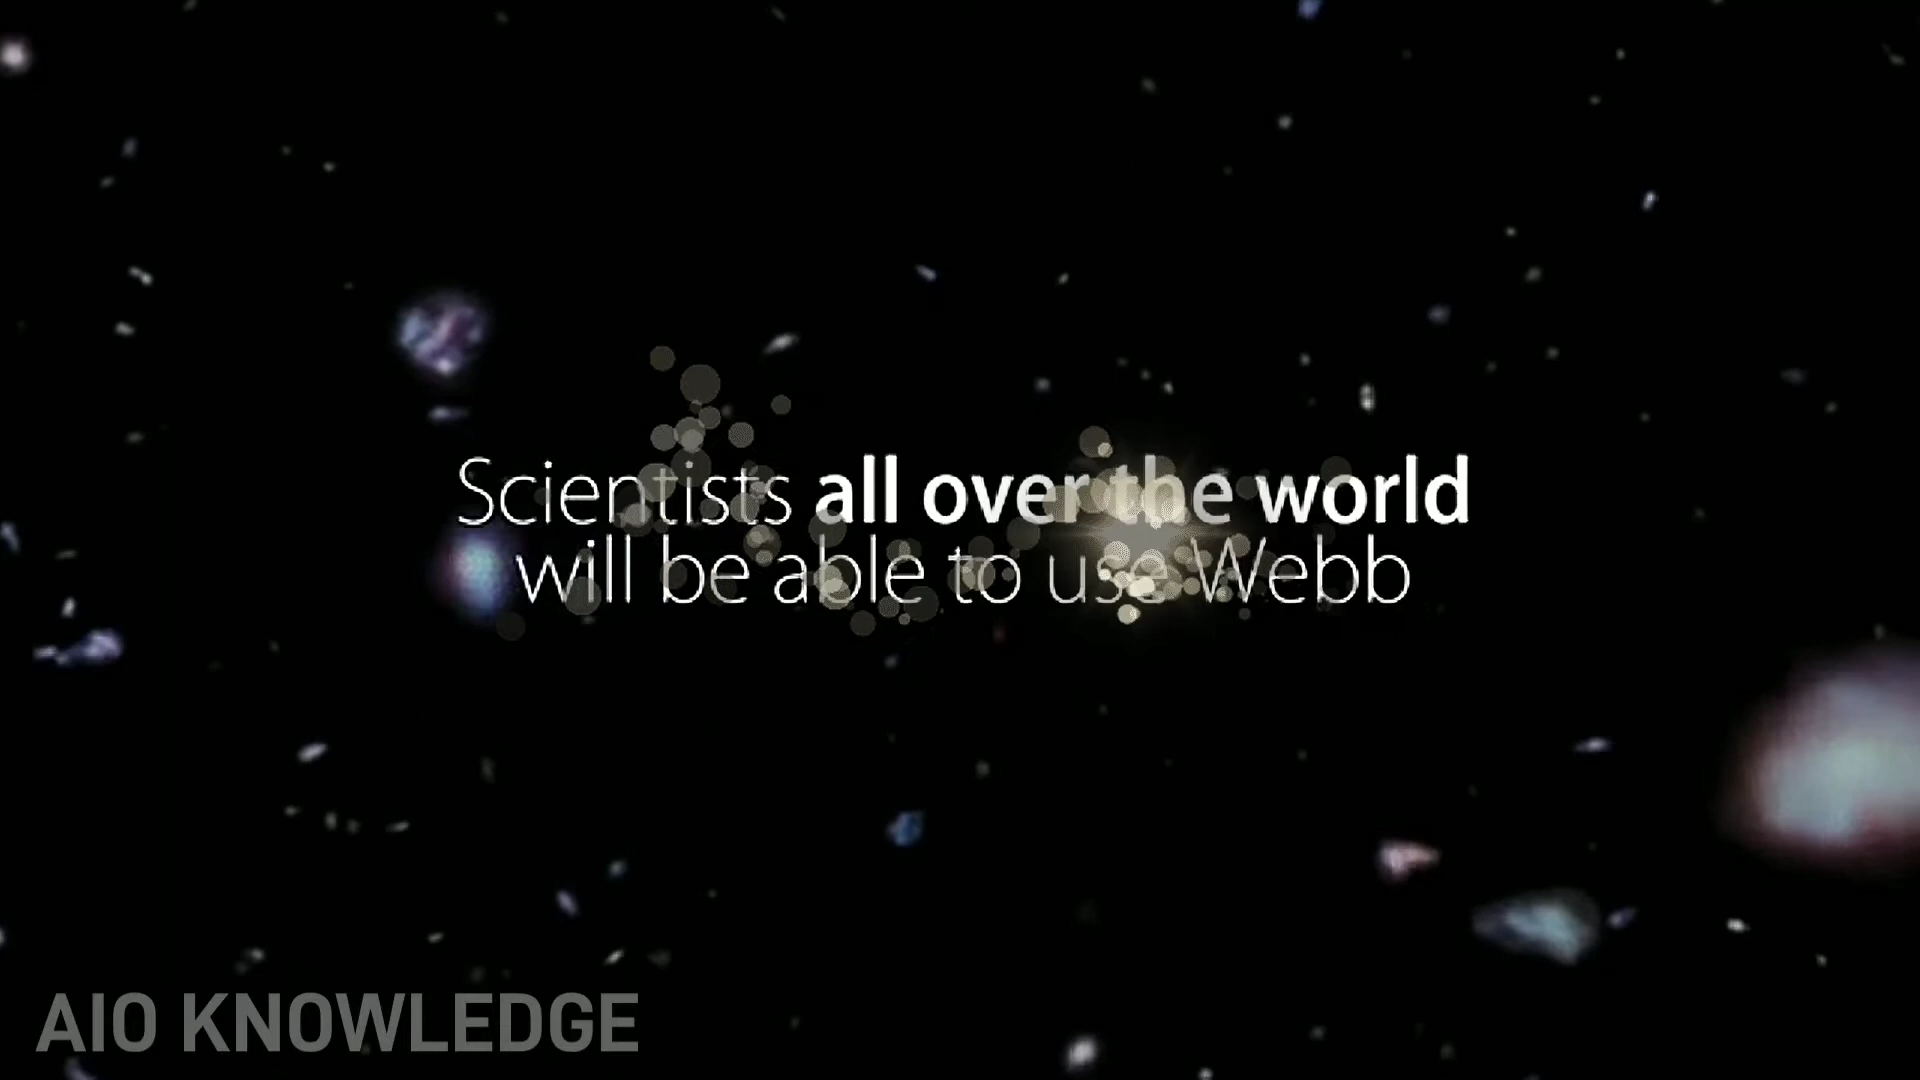 Scientists all over the world
will be able to use Webb
AIO KNOWLEDGE